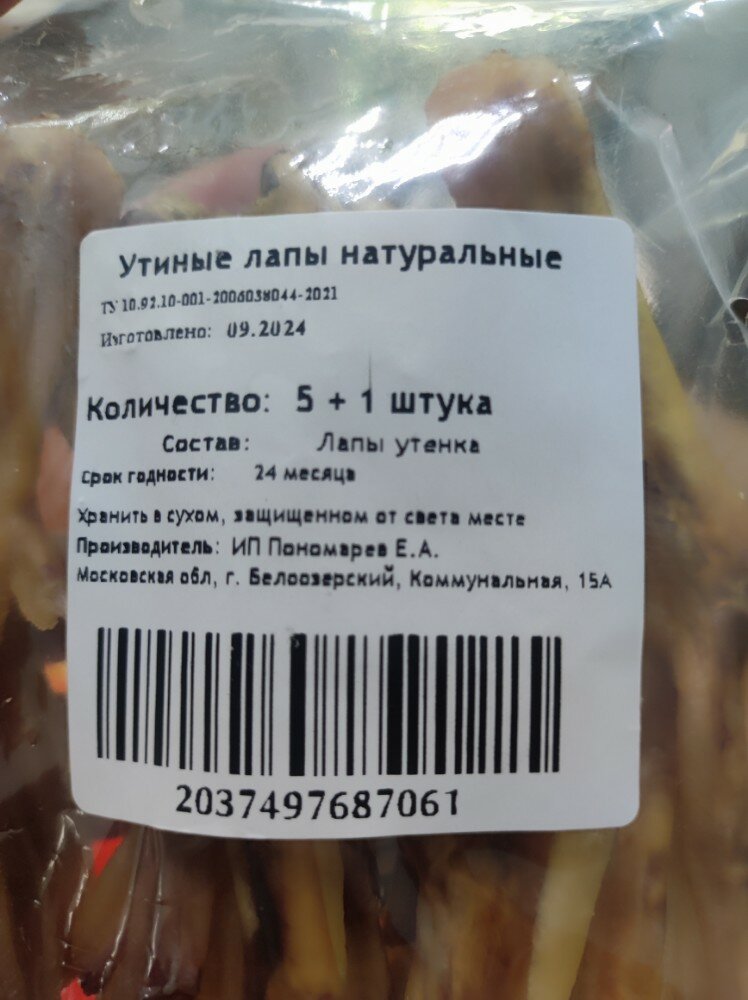 Утиные лапы натуральные
ТУ 10.92.10-001-2006038044-2021
Изготовлено: 09.2024
Количество: 5 + 1 штука
Состав: Лапы утенка
Срок годности: 24 месяца
Хранить в сухом, защищенном от света месте
Производитель: ИП Пономарев Е.А.
Московская обл, г. Белоозерский, Коммунальная, 15А
2037497687061